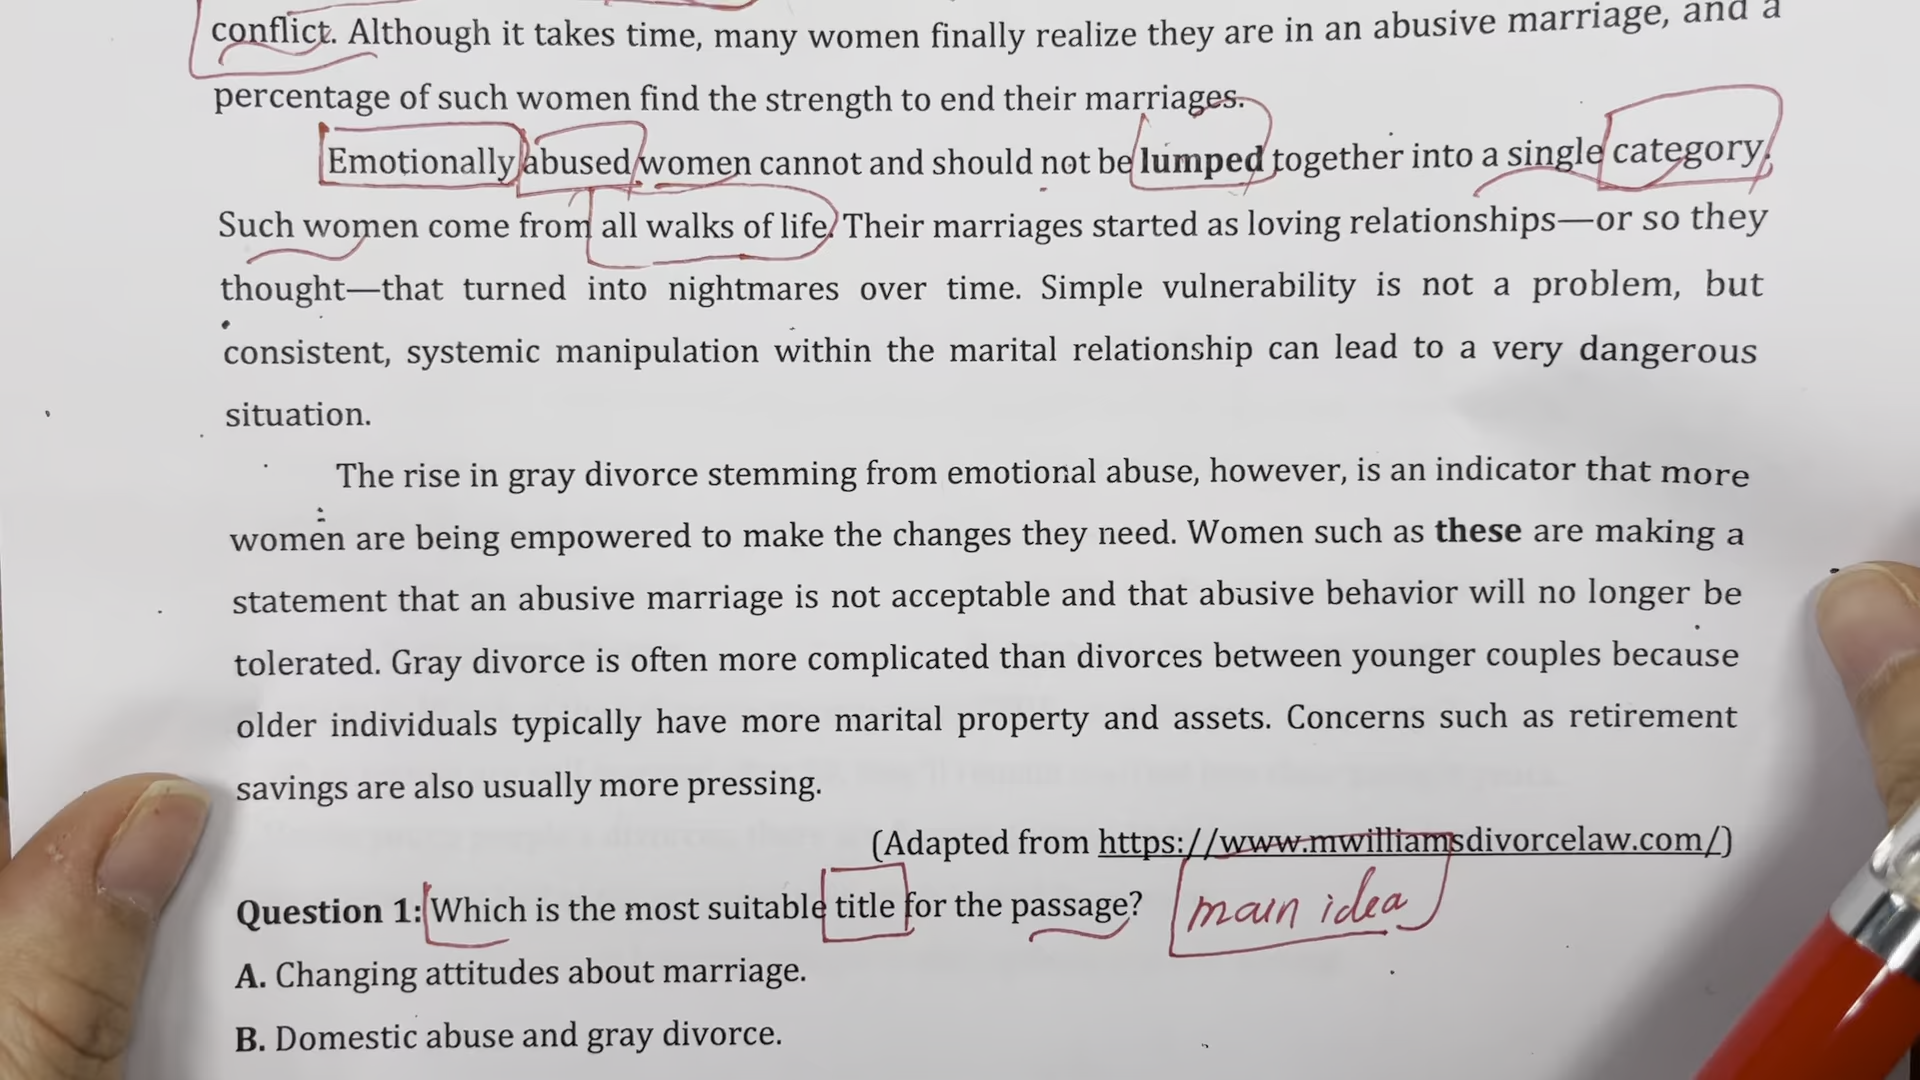 conflict. Although it takes time, many women finally realize they are in an abusive marriage, and a
percentage of such women find the strength to end their marriages.
Emotionally abused women cannot and should not be lumped together into a single category.
Such women come from all walks of life. Their marriages started as loving relationships—or so they
thought—that turned into nightmares over time. Simple vulnerability is not a problem, but
consistent, systemic manipulation within the marital relationship can lead to a very dangerous
situation.
The rise in gray divorce stemming from emotional abuse, however, is an indicator that more
women are being empowered to make the changes they need. Women such as these are making a
statement that an abusive marriage is not acceptable and that abusive behavior will no longer be
tolerated. Gray divorce is often more complicated than divorces between younger couples because
older individuals typically have more marital property and assets. Concerns such as retirement
savings are also usually more pressing.
(Adapted from https://www.mwilliamsdivorcelaw.com/)
Question 1: Which is the most suitable title for the passage? main idea
A. Changing attitudes about marriage.
B. Domestic abuse and gray divorce.